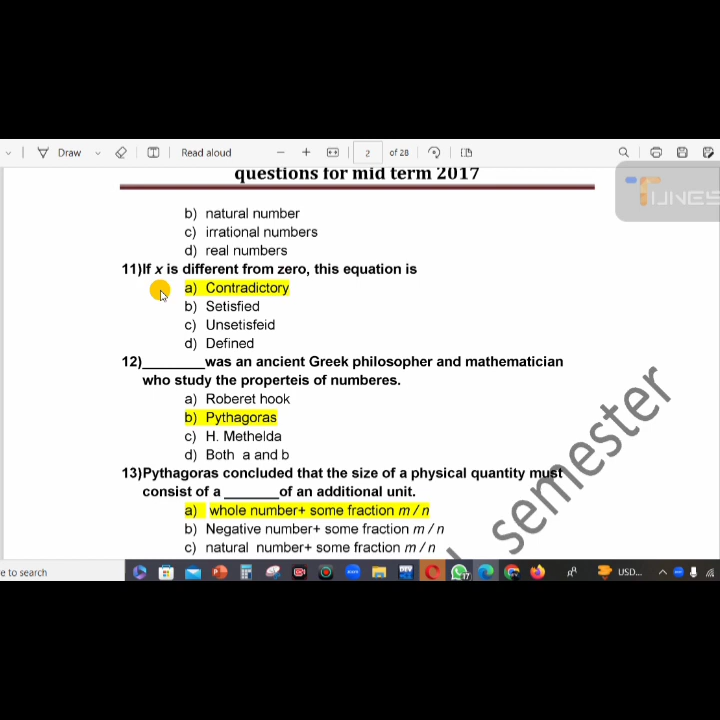 Draw
Read aloud
2
of 28
questions for mid term 2017
TUNES
b) natural number
c) irrational numbers
d) real numbers
11)If x is different from zero, this equation is
a) Contradictory
b) Setisfied
c) Unsetisfeid
d) Defined
12)________was an ancient Greek philosopher and mathematician
who study the properteis of numberes.
a) Roberet hook
b) Pythagoras
c) H. Methelda
d) Both a and b
13)Pythagoras concluded that the size of a physical quantity must
consist of a _______of an additional unit.
a) whole number+ some fraction m / n
b) Negative number+ some fraction m / n
c) natural number+ some fraction m / n
semester
e to search
17
USD...